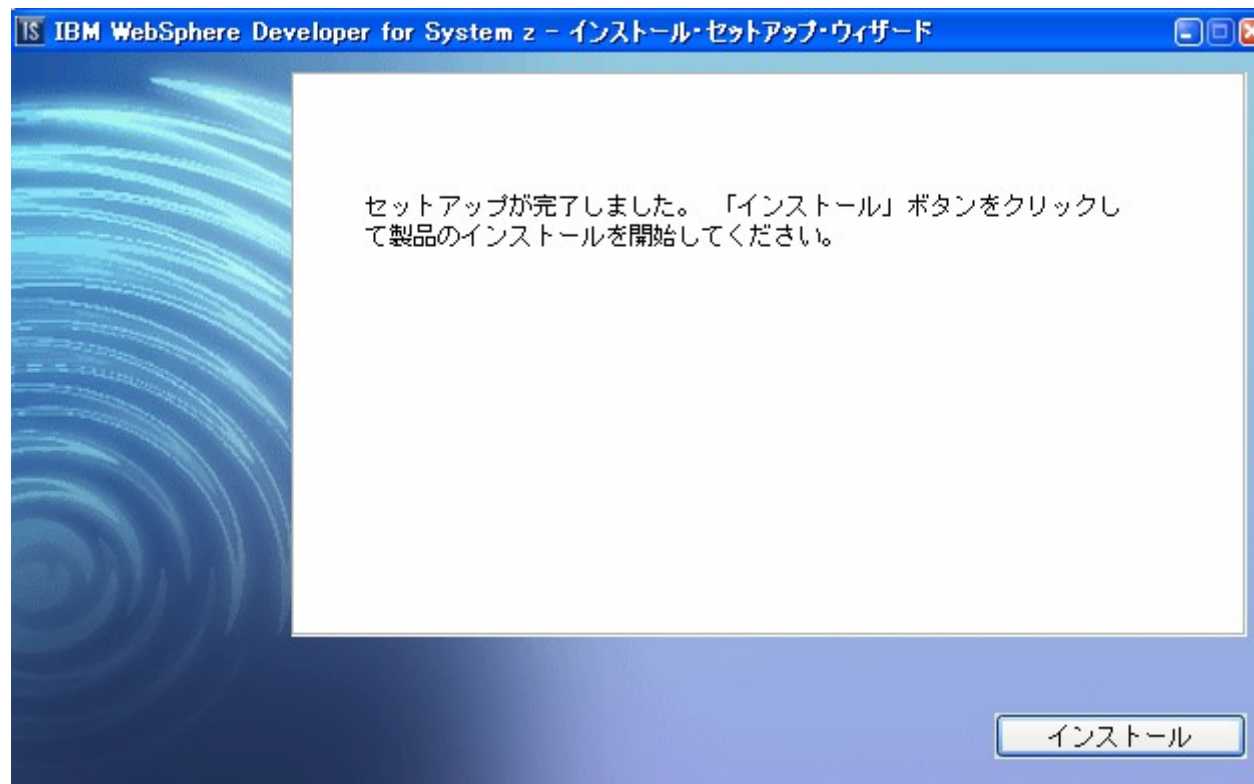 IS IBM WebSphere Developer for System z - インストール・セットアップ・ウィザード
セットアップが完了しました。 「インストール」ボタンをクリックし
て製品のインストールを開始してください。
インストール